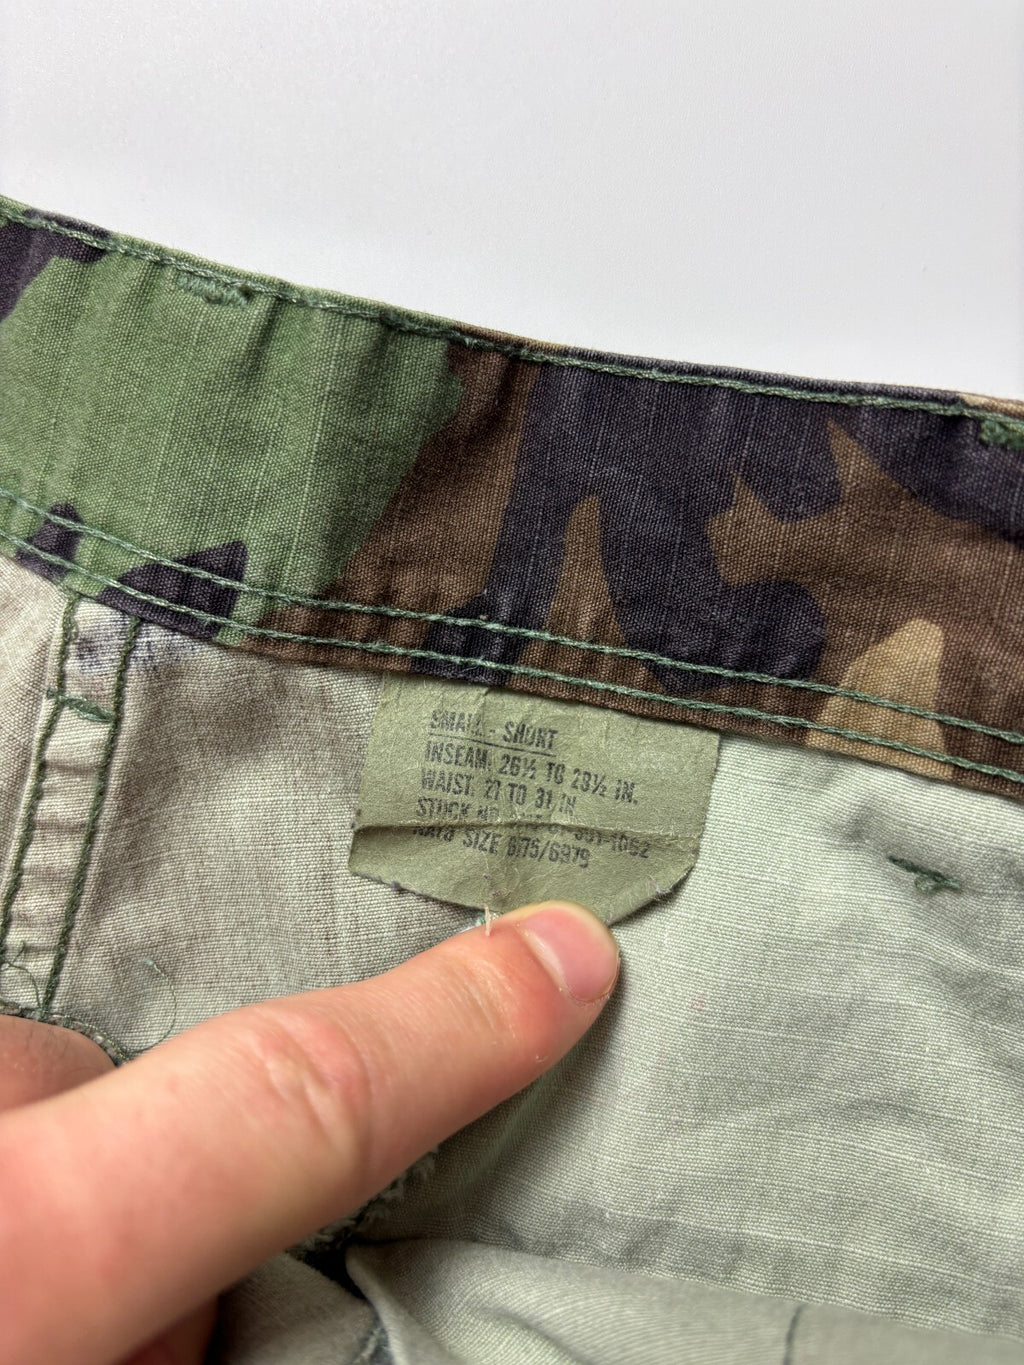 SMALL - SHORT
INSEAM. 26½ TO 29½ IN.
WAIST. 27 TO 31 IN
STOCK NO
NATO SIZE 6775/6979